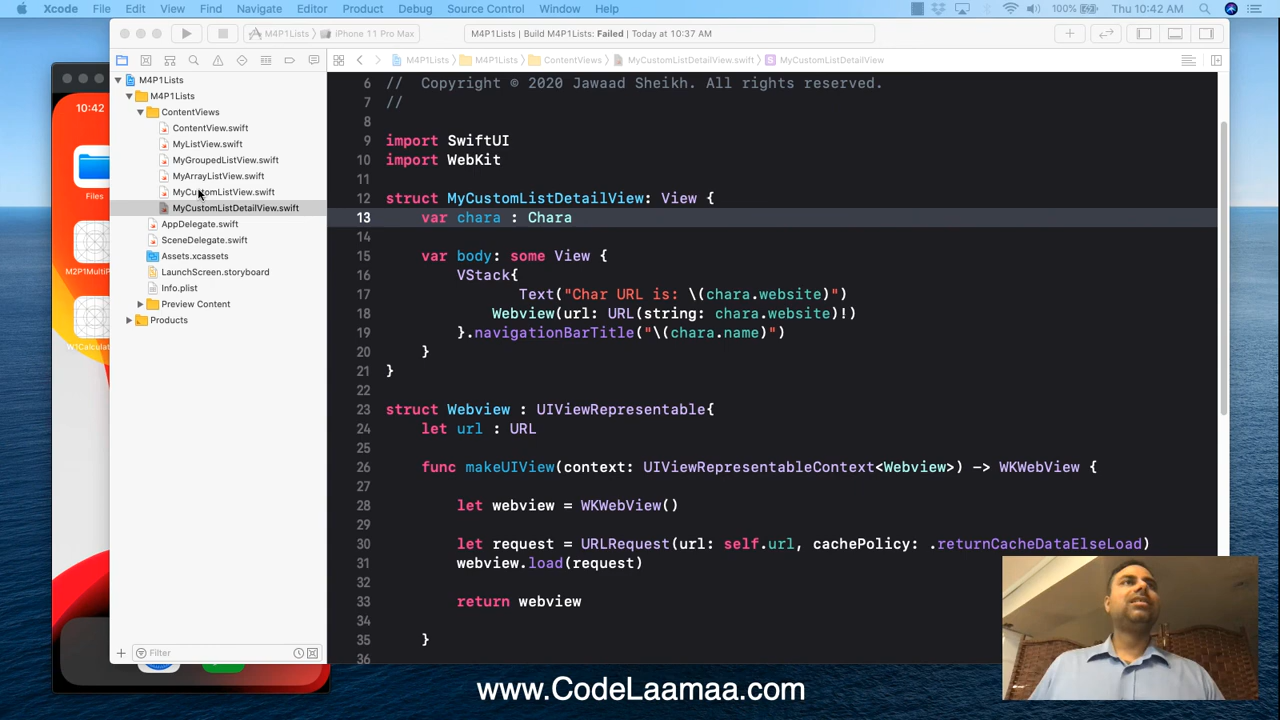 Xcode File Edit View Find Navigate Editor Product Debug Source Control Window Help 100% Thu 10:42 AM
M4P1Lists iPhone 11 Pro Max M4P1Lists | Build M4P1Lists: Failed | Today at 10:37 AM
M4P1Lists M4P1Lists ContentViews MyCustomListDetailView.swift MyCustomListDetailView
10:42
Files
M2P1MultiP
W1Calculat
M4P1Lists
M4P1Lists
ContentViews
ContentView.swift
MyListView.swift
MyGroupedListView.swift
MyArrayListView.swift
MyCustomListView.swift
MyCustomListDetailView.swift
AppDelegate.swift
SceneDelegate.swift
Assets.xcassets
LaunchScreen.storyboard
Info.plist
Preview Content
Products
Filter
6 // Copyright © 2020 Jawaad Sheikh. All rights reserved.
7 //
8
9 import SwiftUI
10 import WebKit
11
12 struct MyCustomListDetailView: View {
13 var chara : Chara
14
15 var body: some View {
16 VStack{
17 Text("Char URL is: \(chara.website)")
18 Webview(url: URL(string: chara.website)!)
19 }.navigationBarTitle("\(chara.name)")
20 }
21 }
22
23 struct Webview : UIViewRepresentable{
24 let url : URL
25
26 func makeUIView(context: UIViewRepresentableContext<Webview>) -> WKWebView {
27
28 let webview = WKWebView()
29
30 let request = URLRequest(url: self.url, cachePolicy: .returnCacheDataElseLoad)
31 webview.load(request)
32
33 return webview
34
35 }
36
www.CodeLaamaa.com